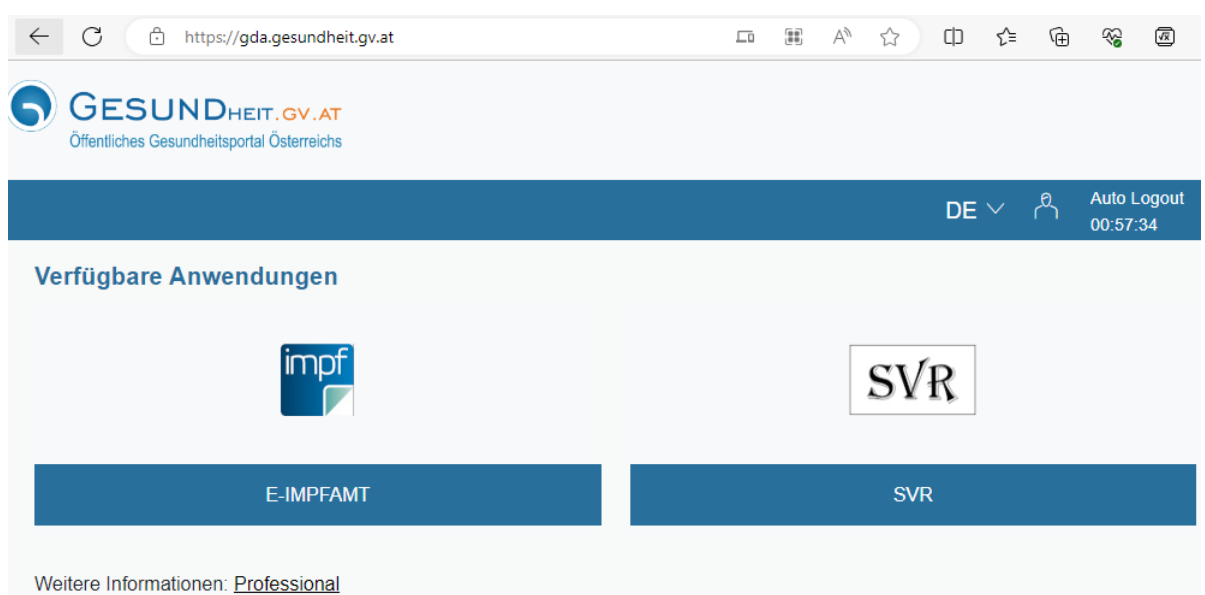 https://gda.gesundheit.gv.at
GESUNDHEIT.GV.AT
Öffentliches Gesundheitsportal Österreichs
DE
Auto Logout
00:57:34
Verfügbare Anwendungen
impf
SVR
E-IMPFAMT
SVR
Weitere Informationen: Professional